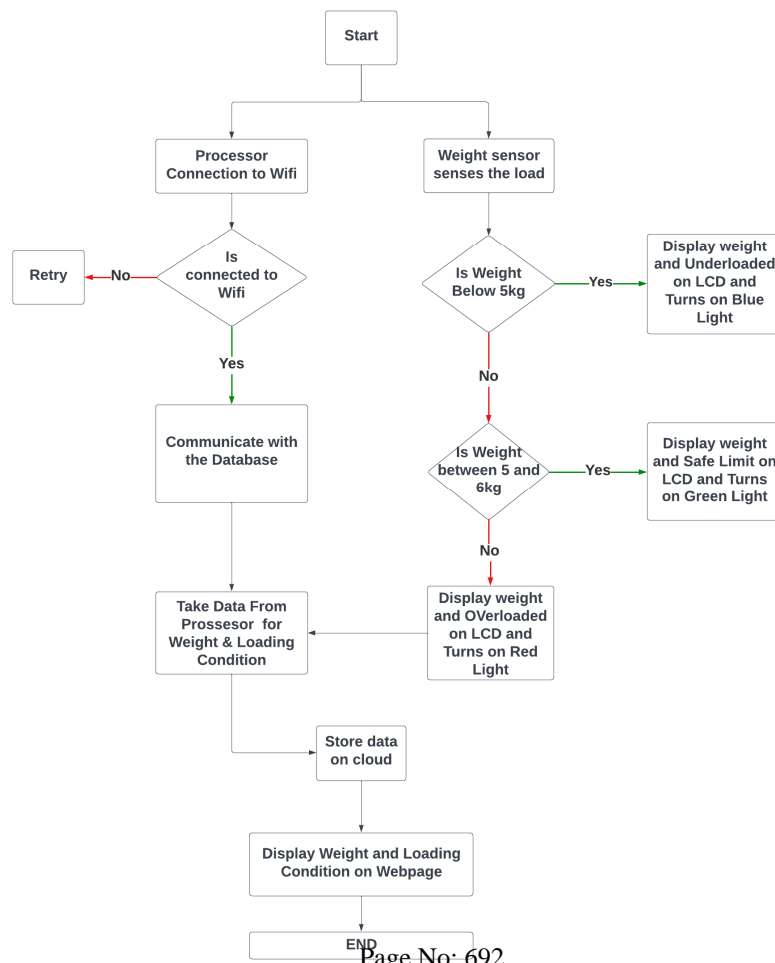 Start
Processor
Connection to Wifi
Weight sensor
senses the load
Is
connected to
Wifi
No
Retry
Is Weight
Below 5kg
Yes
Display weight
and Underloaded
on LCD and
Turns on Blue
Light
Yes
No
Communicate with
the Database
Is Weight
between 5 and
6kg
Yes
Display weight
and Safe Limit on
LCD and Turns
on Green Light
No
Take Data From
Prossesor for
Weight & Loading
Condition
Display weight
and OVerloaded
on LCD and
Turns on Red
Light
Store data
on cloud
Display Weight and Loading
Condition on Webpage
END
Page No: 692